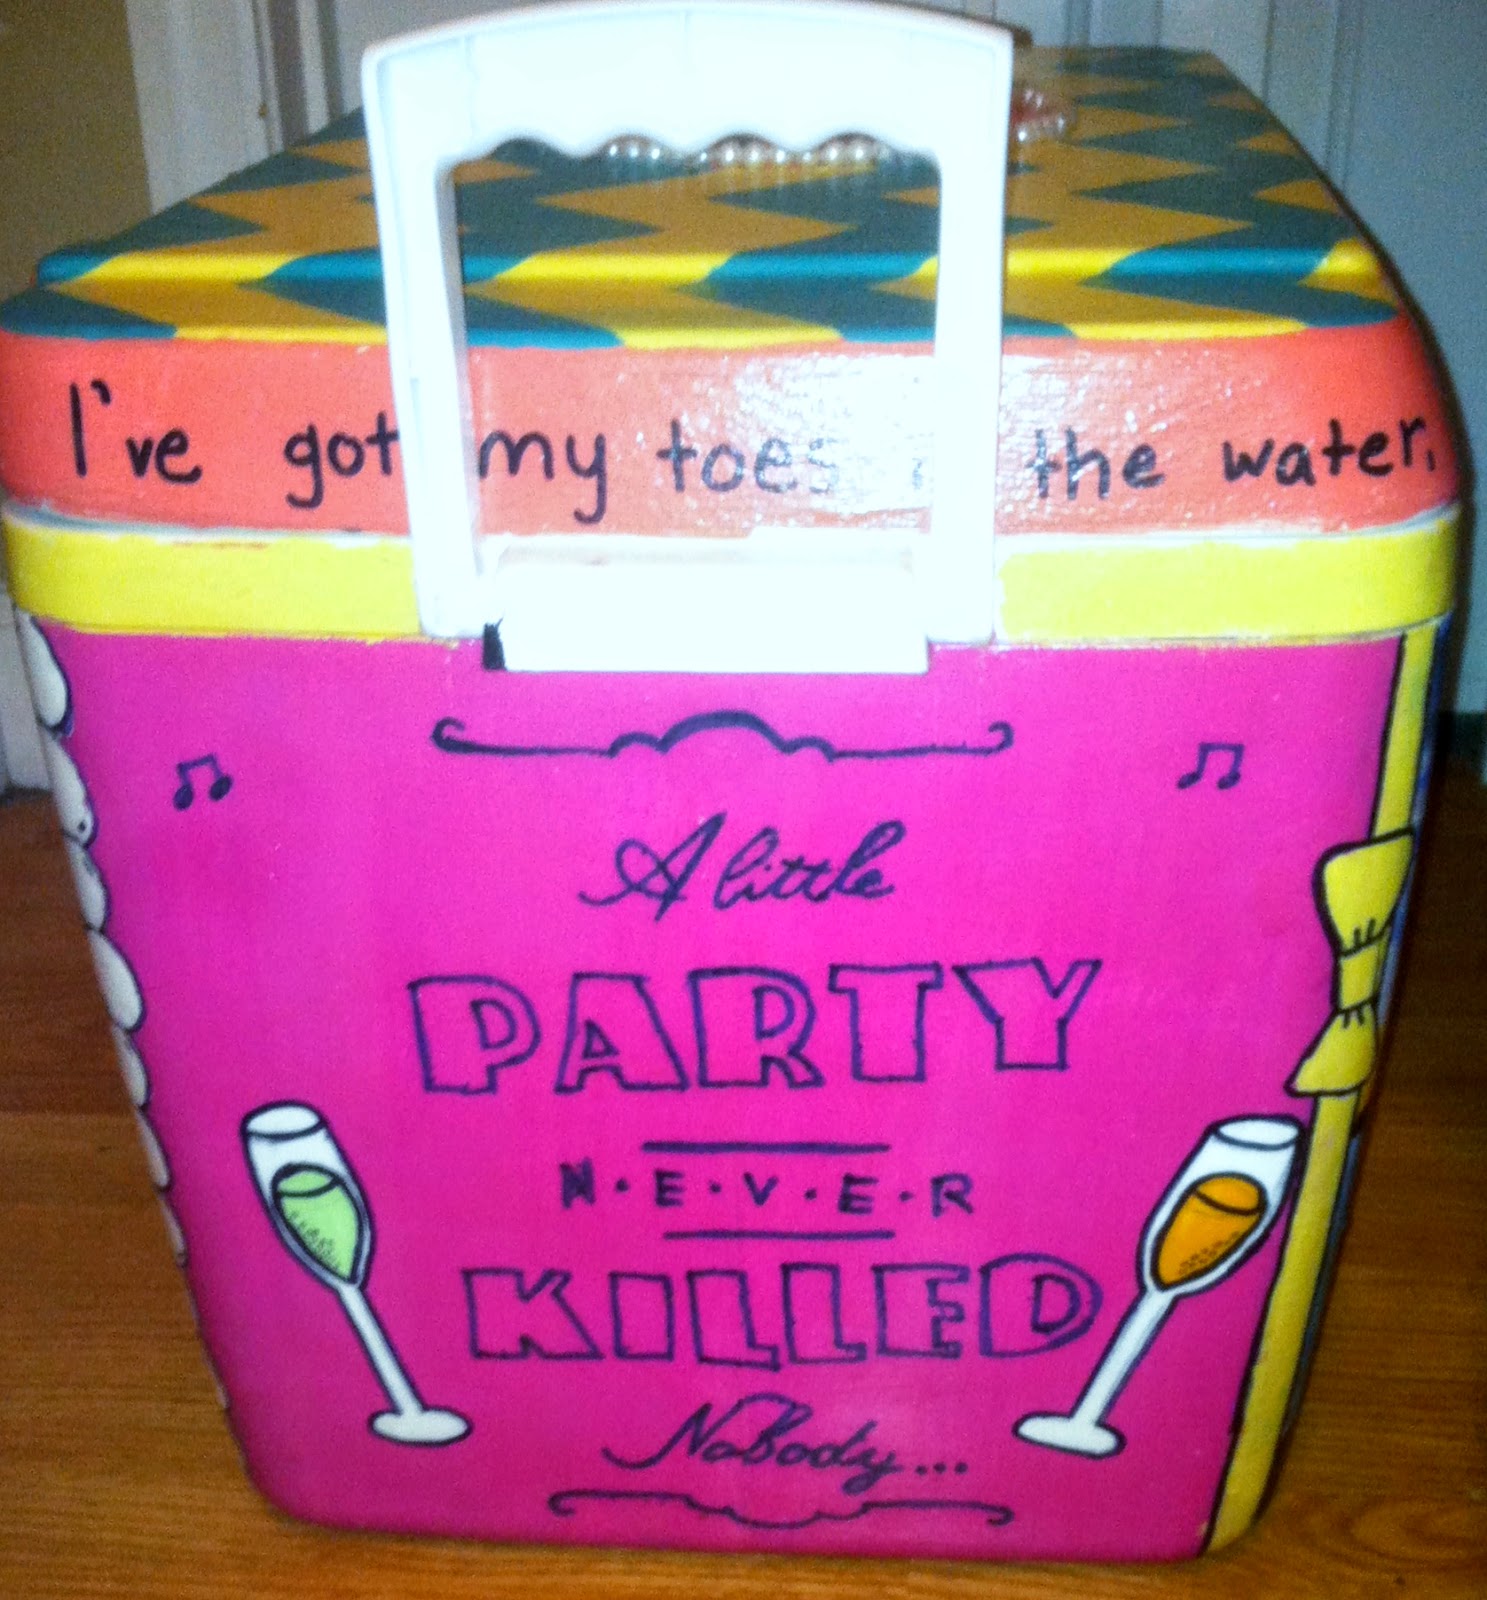 I've got my toes the water,
A little
PARTY
N·E·V·E·R
KILLED
Nobody...